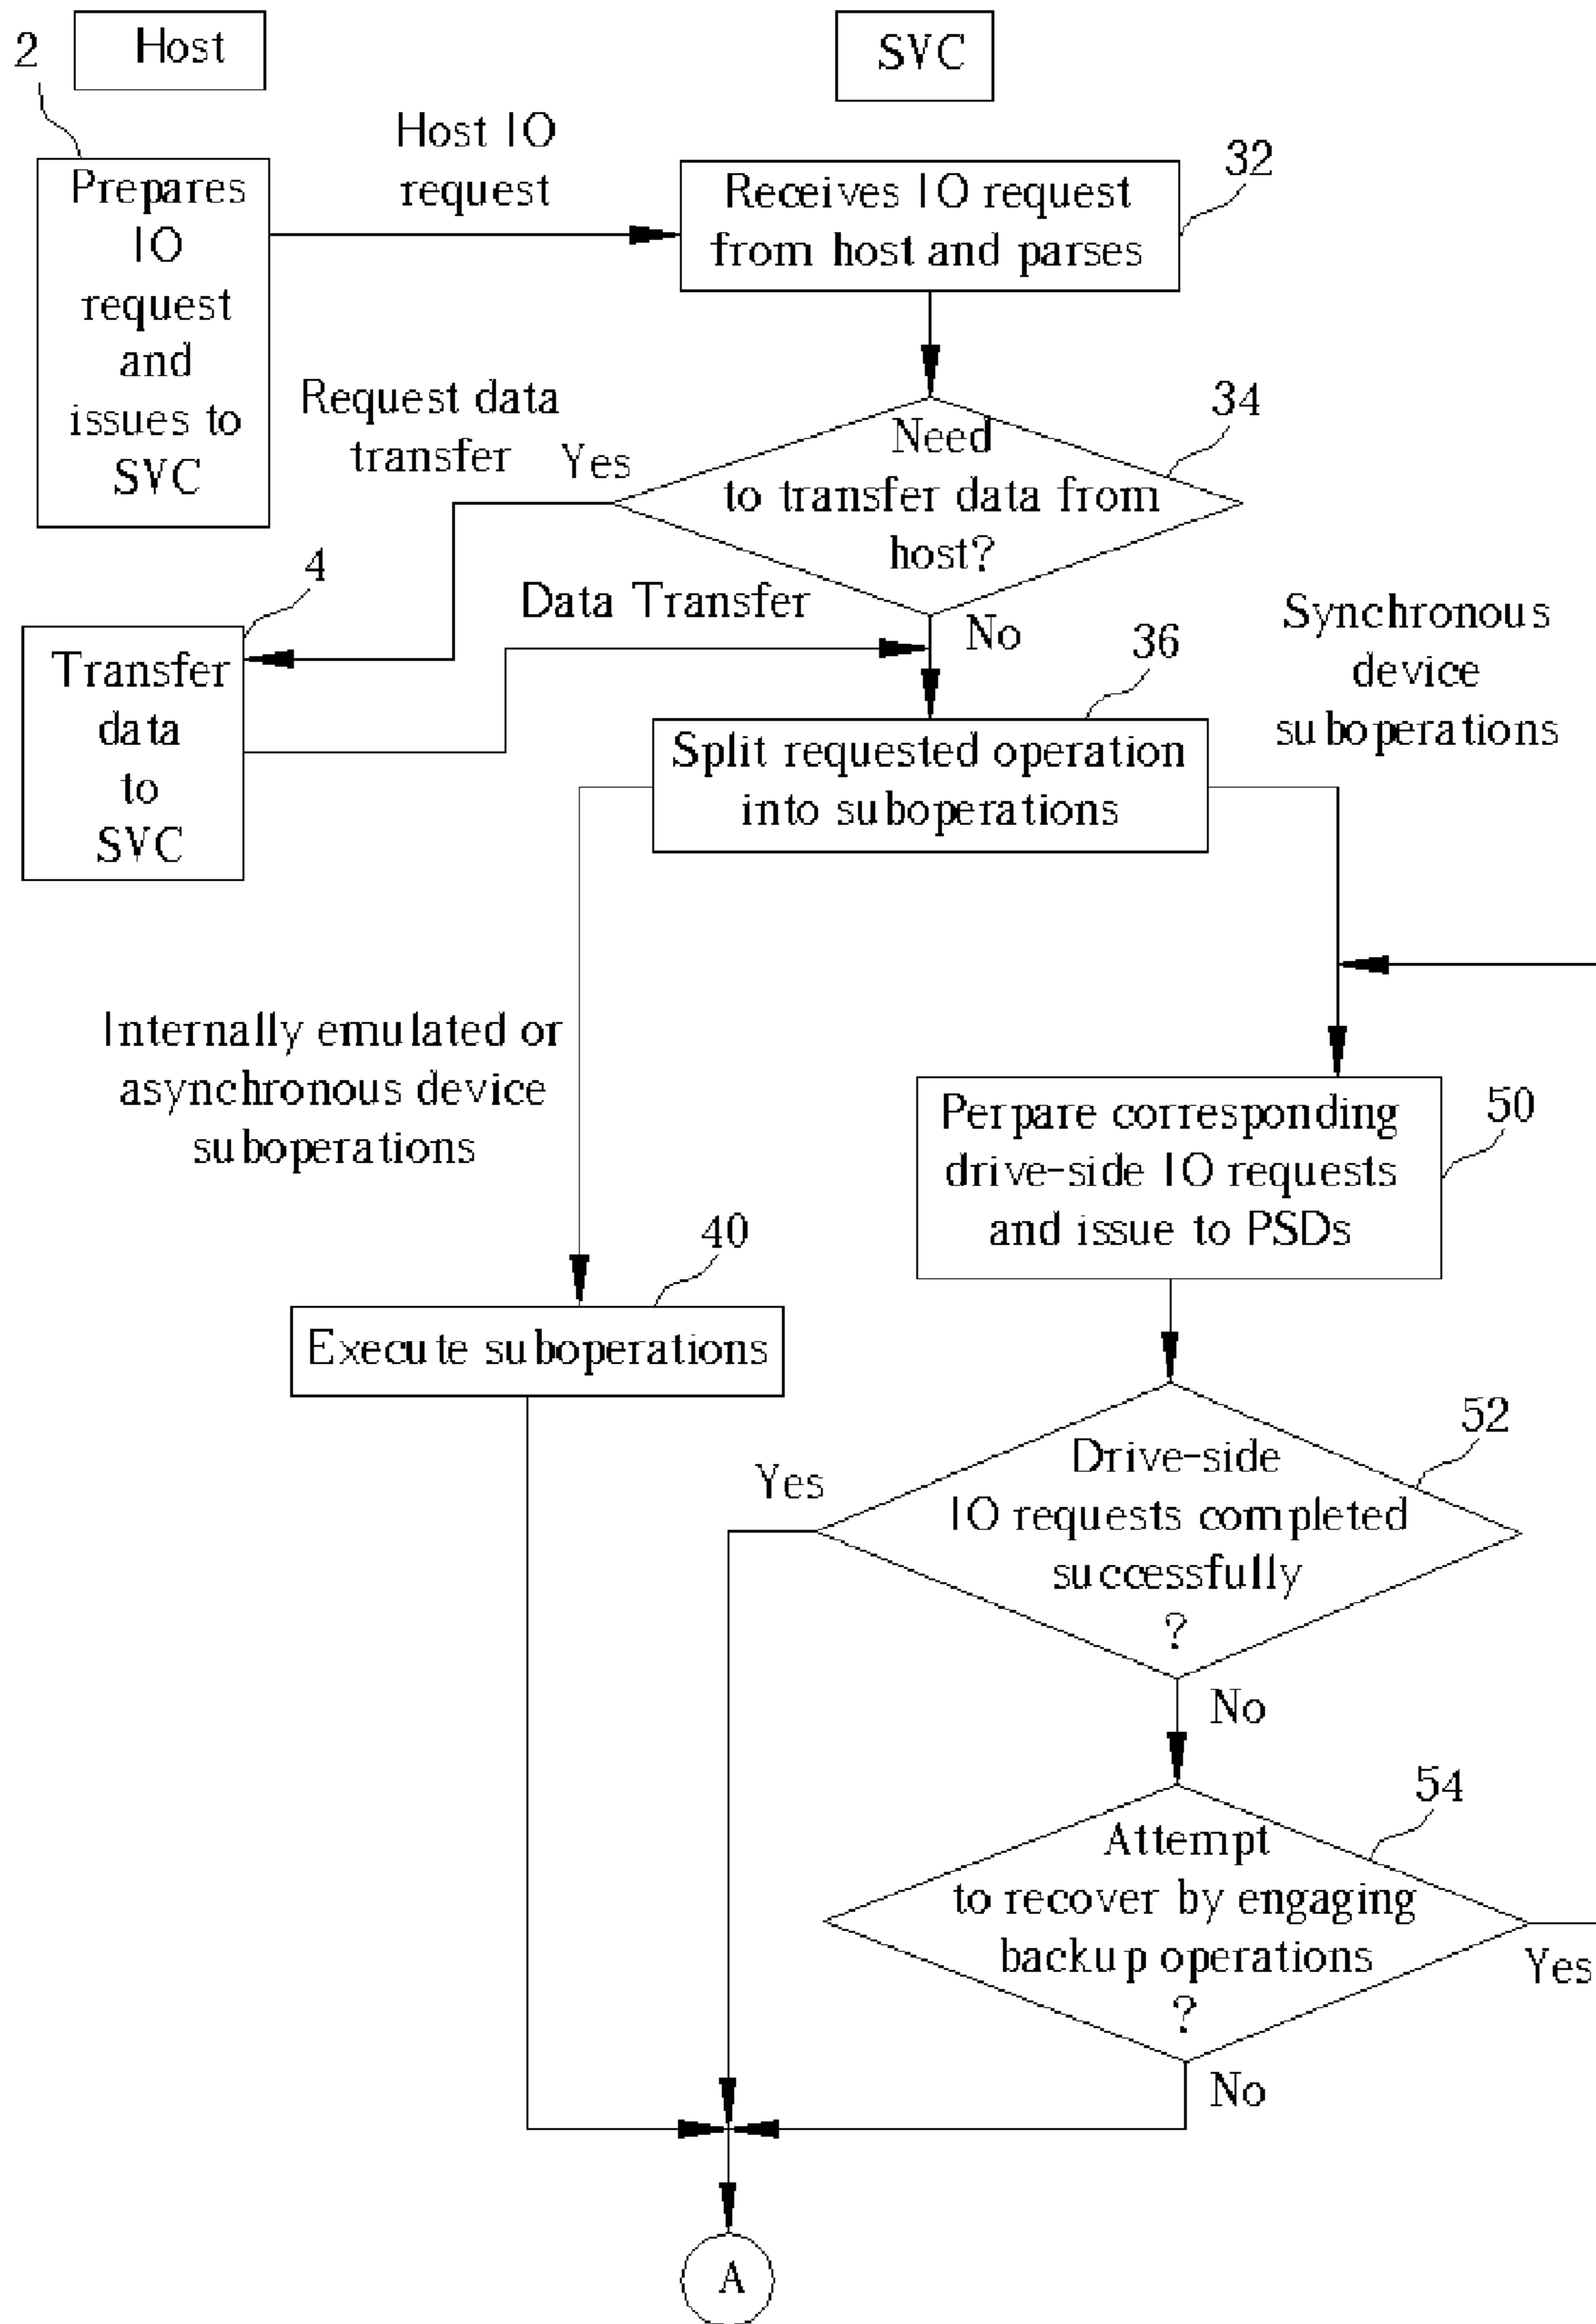 Host
SVC
2
Prepares
IO
request
and
issues to
SVC
Host IO
request
Receives IO request
from host and parses
32
Request data
transfer
Yes
Need
to transfer data from
host?
34
4
Data Transfer
No
Transfer
data
to
SVC
36
Split requested operation
into suboperations
Synchronous
device
suboperations
Internally emulated or
asynchronous device
suboperations
Perpare corresponding
drive-side IO requests
and issue to PSDs
50
40
Execute suboperations
Yes
Drive-side
IO requests completed
successfully
?
52
No
Attempt
to recover by engaging
backup operations
?
54
Yes
No
A